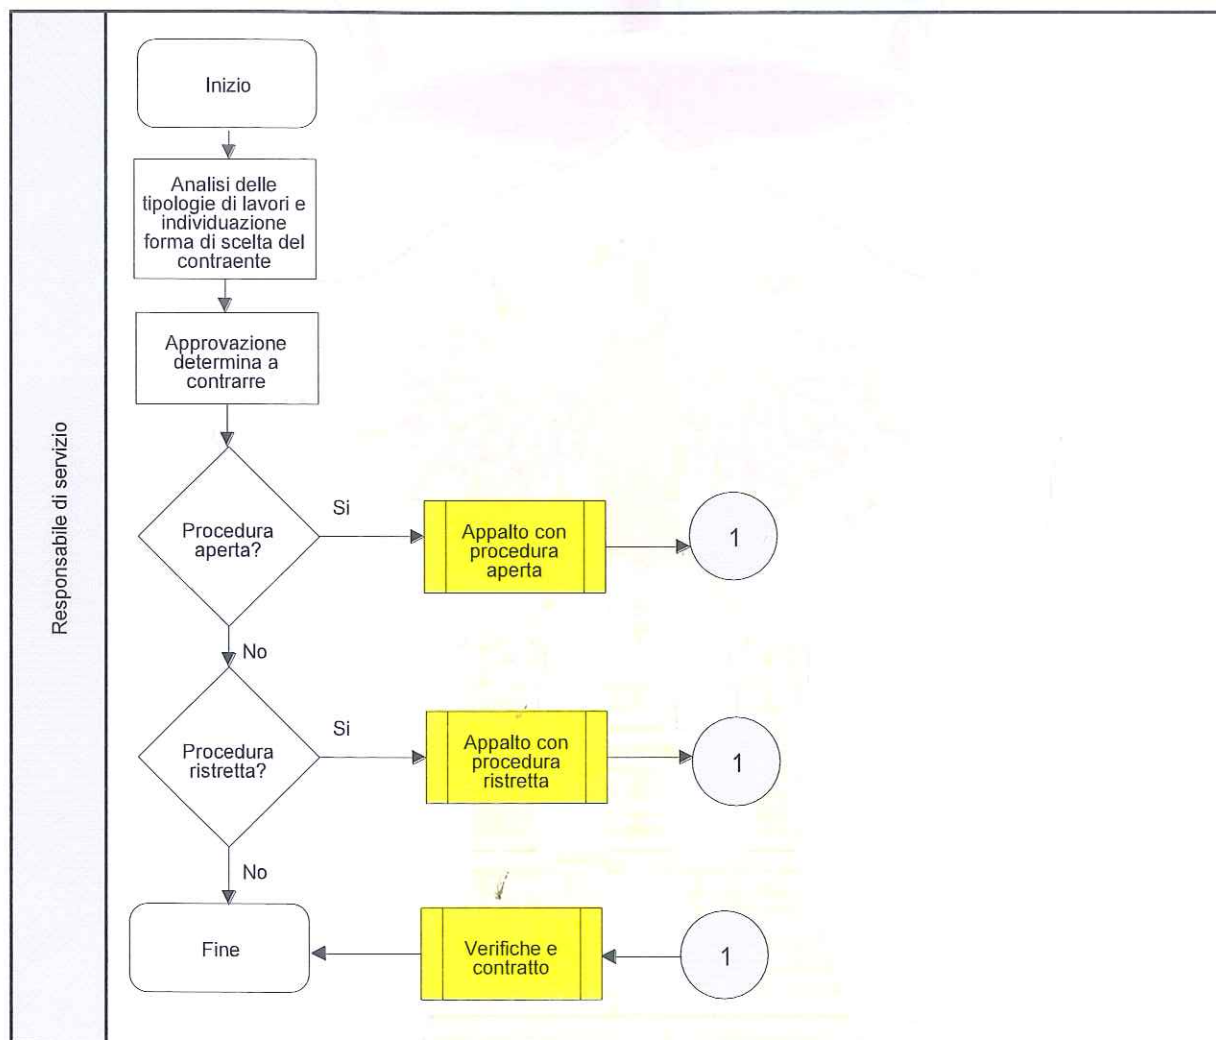 Responsabile di servizio
Inizio
Analisi delle
tipologie di lavori e
individuazione
forma di scelta del
contraente
Approvazione
determina a
contrarre
Procedura
aperta?
Si
Appalto con
procedura
aperta
1
No
Procedura
ristretta?
Si
Appalto con
procedura
ristretta
1
No
Fine
Verifiche e
contratto
1